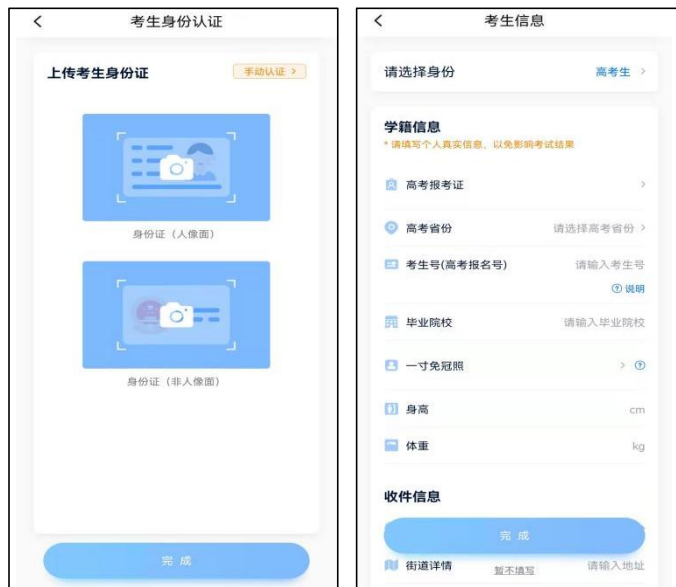 考生身份认证
上传考生身份证
手动认证 >
身份证（人像面）
身份证（非人像面）
完成
考生信息
请选择身份
高考生 >
学籍信息
* 请填写个人真实信息，以免影响考试结果
高考报考证 >
高考省份
请选择高考省份 >
考生号(高考报名号)
请输入考生号
? 说明
毕业院校
请输入毕业院校
一寸免冠照 > ?
身高
cm
体重
kg
收件信息
完成
街道详情
暂不填写
请输入地址